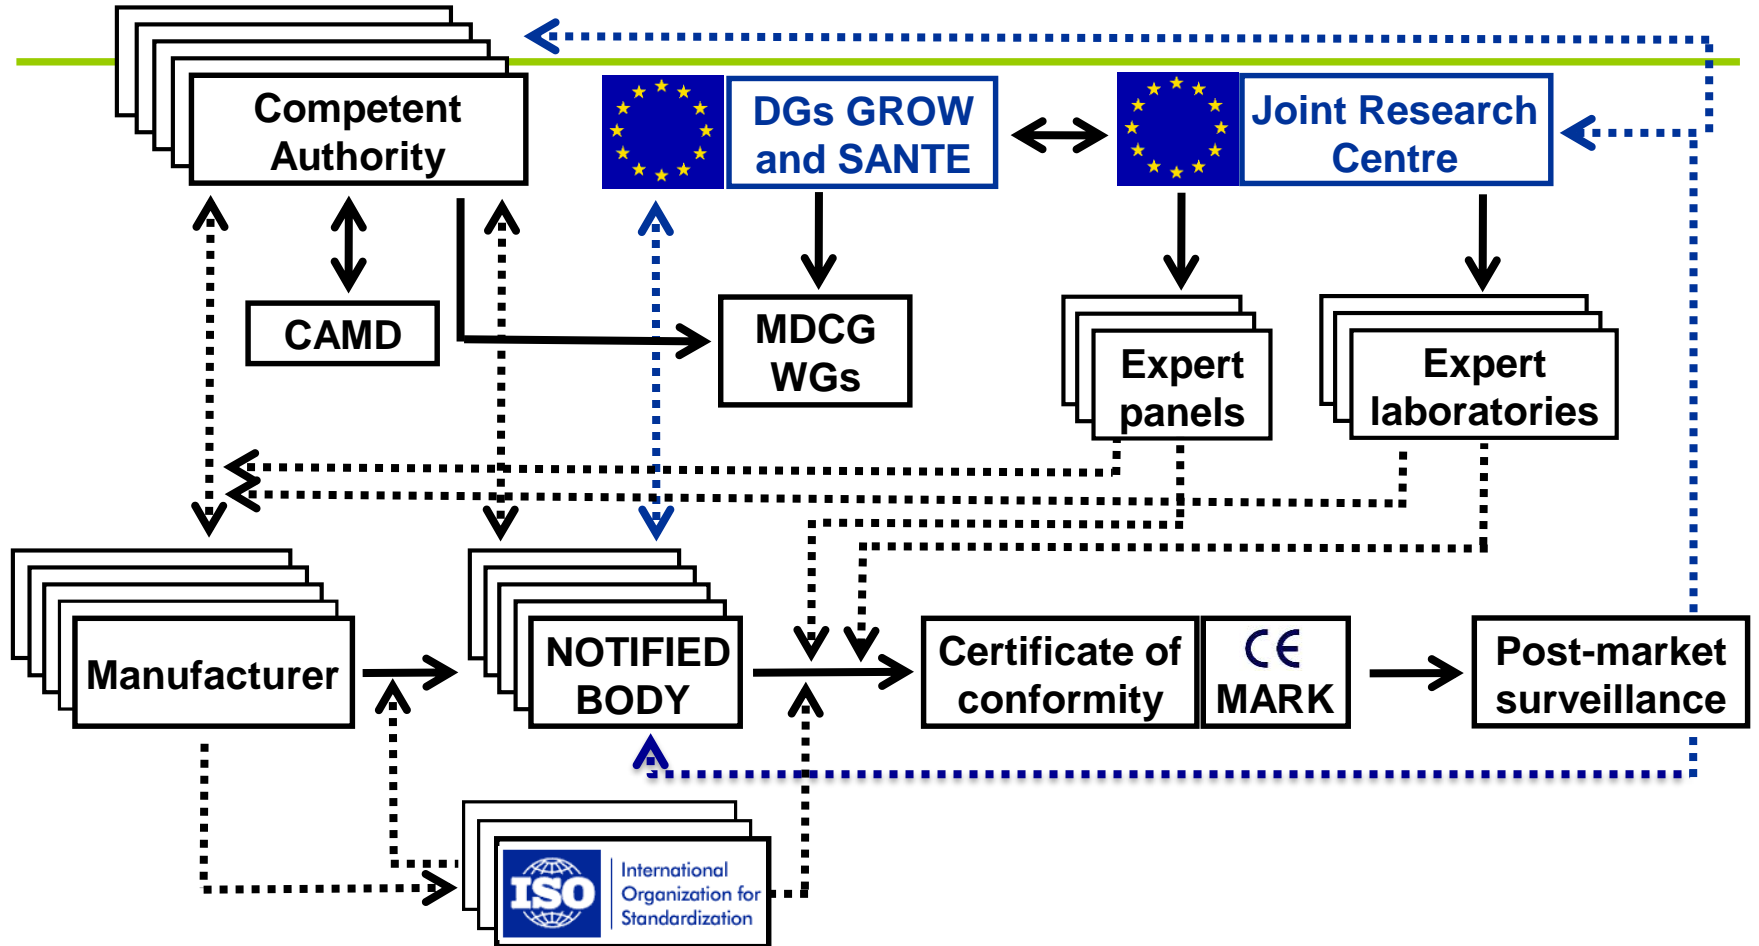 Competent
Authority
DGs GROW
and SANTE
Joint Research
Centre
CAMD
MDCG
WGs
Expert
panels
Expert
laboratories
Manufacturer
NOTIFIED
BODY
Certificate of
conformity
CE
MARK
Post-market
surveillance
ISO
International
Organization for
Standardization